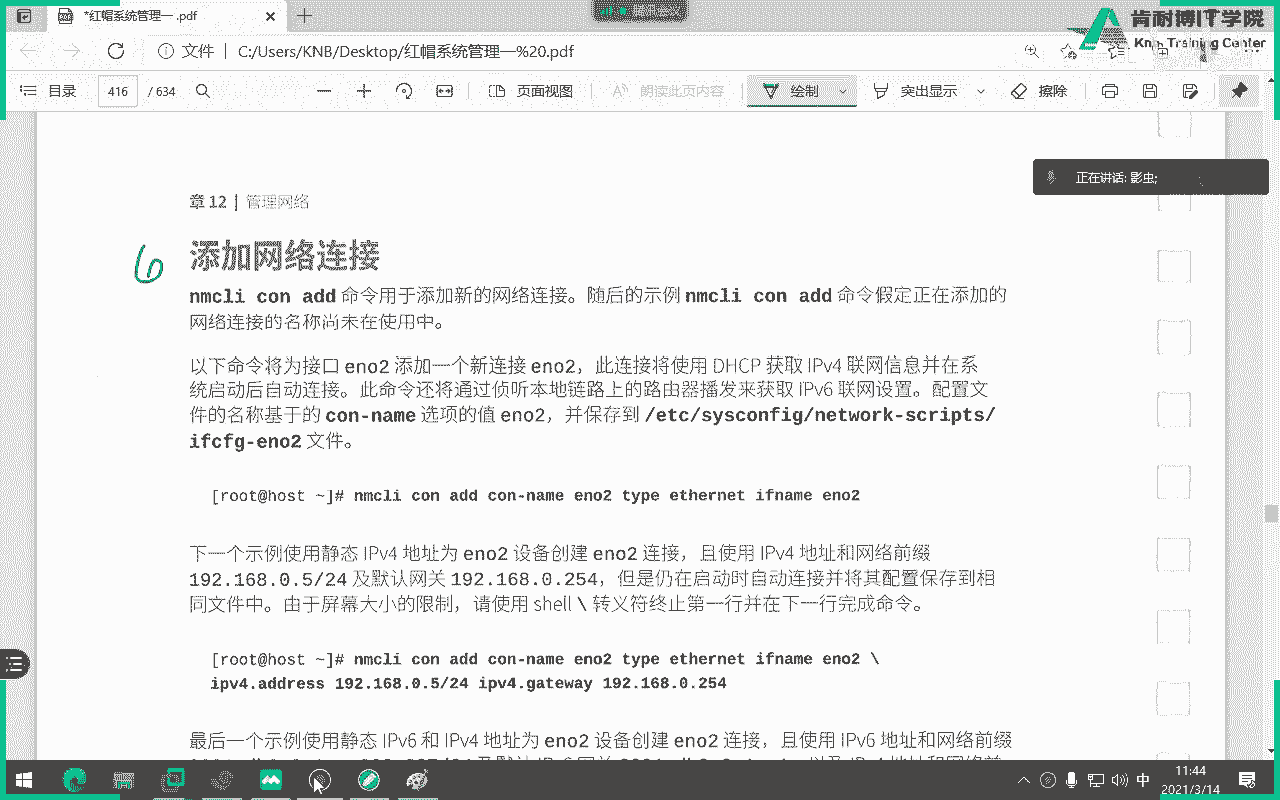 *红帽系统管理一 .pdf
肯耐博IT学院
KNB Training Center
文件
C:/Users/KNB/Desktop/红帽系统管理一%20.pdf
目录
416
/ 634
页面视图
朗读此页内容
绘制
突出显示
擦除
正在讲话: 影虫;
章 12 | 管理网络
6
添加网络连接
nmcli con add 命令用于添加新的网络连接。随后的示例 nmcli con add 命令假定正在添加的
网络连接的名称尚未在使用中。
以下命令将为接口 eno2 添加一个新连接 eno2，此连接将使用 DHCP 获取 IPv4 联网信息并在系
统启动后自动连接。此命令还将通过侦听本地链路上的路由器播发来获取 IPv6 联网设置。配置文
件的名称基于的 con-name 选项的值 eno2，并保存到 /etc/sysconfig/network-scripts/
ifcfg-eno2 文件。
[root@host ~]# nmcli con add con-name eno2 type ethernet ifname eno2
下一个示例使用静态 IPv4 地址为 eno2 设备创建 eno2 连接，且使用 IPv4 地址和网络前缀
192.168.0.5/24 及默认网关 192.168.0.254，但是仍在启动时自动连接并将其配置保存到相
同文件中。由于屏幕大小的限制，请使用 shell \ 转义符终止第一行并在下一行完成命令。
[root@host ~]# nmcli con add con-name eno2 type ethernet ifname eno2 \
ipv4.address 192.168.0.5/24 ipv4.gateway 192.168.0.254
最后一个示例使用静态 IPv6 和 IPv4 地址为 eno2 设备创建 eno2 连接，且使用 IPv6 地址和网络前缀
中
11:44
2021/3/14